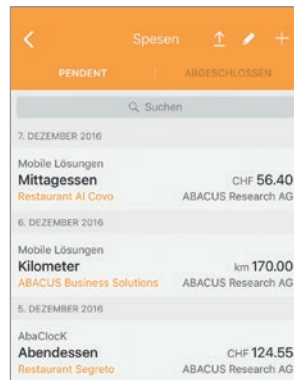 Spesen
PENDENT ABGESCHLOSSEN
Suchen
7. DEZEMBER 2016
Mobile Lösungen
Mittagessen CHF 56.40
Restaurant Al Covo ABACUS Research AG
6. DEZEMBER 2016
Mobile Lösungen
Kilometer km 170.00
ABACUS Business Solutions ABACUS Research AG
5. DEZEMBER 2016
AbaClocK
Abendessen CHF 124.55
Restaurant Segreto ABACUS Research AG